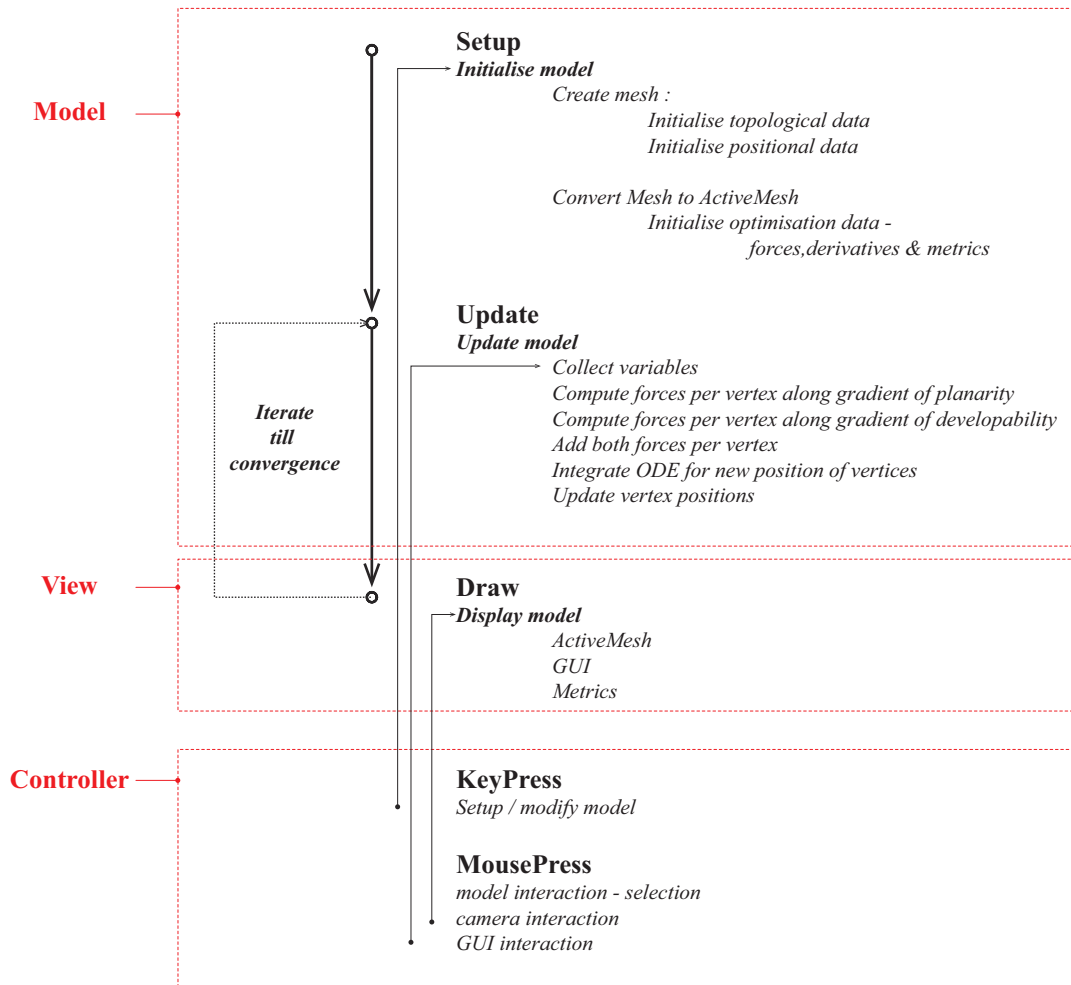 Model
Setup
Initialise model
Create mesh :
Initialise topological data
Initialise positional data
Convert Mesh to ActiveMesh
Initialise optimisation data -
forces,derivatives & metrics
Update
Update model
Collect variables
Compute forces per vertex along gradient of planarity
Compute forces per vertex along gradient of developability
Add both forces per vertex
Integrate ODE for new position of vertices
Update vertex positions
Iterate
till
convergence
View
Draw
Display model
ActiveMesh
GUI
Metrics
Controller
KeyPress
Setup / modify model
MousePress
model interaction - selection
camera interaction
GUI interaction